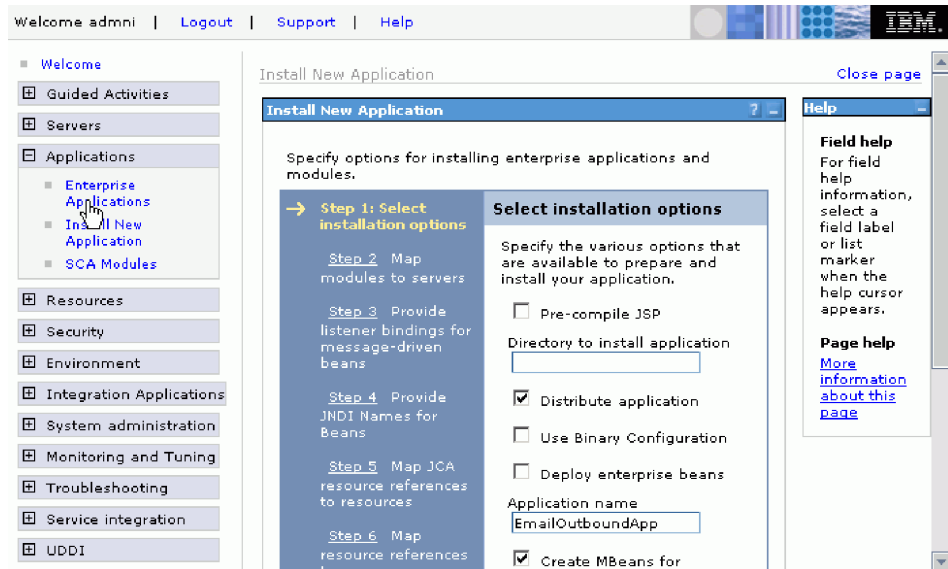 Welcome admni | Logout | Support | Help
IBM.
Welcome
Guided Activities
Servers
Applications
Enterprise
Applications
Install New
Application
SCA Modules
Resources
Security
Environment
Integration Applications
System administration
Monitoring and Tuning
Troubleshooting
Service integration
UDDI
Install New Application
Close page
Install New Application
? -
Specify options for installing enterprise applications and
modules.
Step 1: Select
installation options
Step 2 Map
modules to servers
Step 3 Provide
listener bindings for
message-driven
beans
Step 4 Provide
JNDI Names for
Beans
Step 5 Map JCA
resource references
to resources
Step 6 Map
resource references
Select installation options
Specify the various options that
are available to prepare and
install your application.
Pre-compile JSP
Directory to install application
Distribute application
Use Binary Configuration
Deploy enterprise beans
Application name
EmailOutboundApp
Create MBeans for
Help
-
Field help
For field
help
information,
select a
field label
or list
marker
when the
help cursor
appears.
Page help
More
information
about this
page